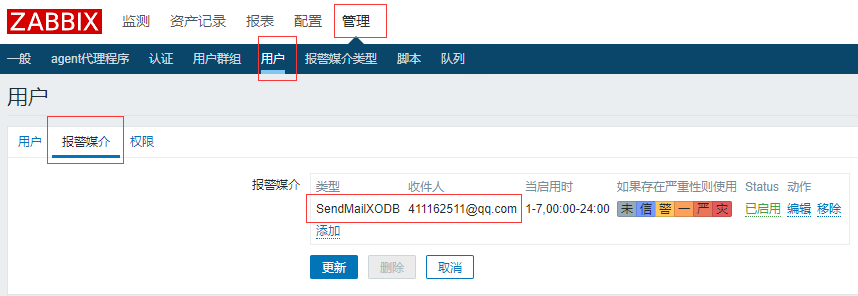 ZABBIX 监测 资产记录 报表 配置 管理
一般 agent代理程序 认证 用户群组 用户 报警媒介类型 脚本 队列
用户
用户 报警媒介 权限
报警媒介 类型 收件人 当启用时 如果存在严重性则使用 Status 动作
SendMailXODB 411162511@qq.com 1-7,00:00-24:00 未 信 警 一 严 灾 已启用 编辑 移除
添加
更新 删除 取消